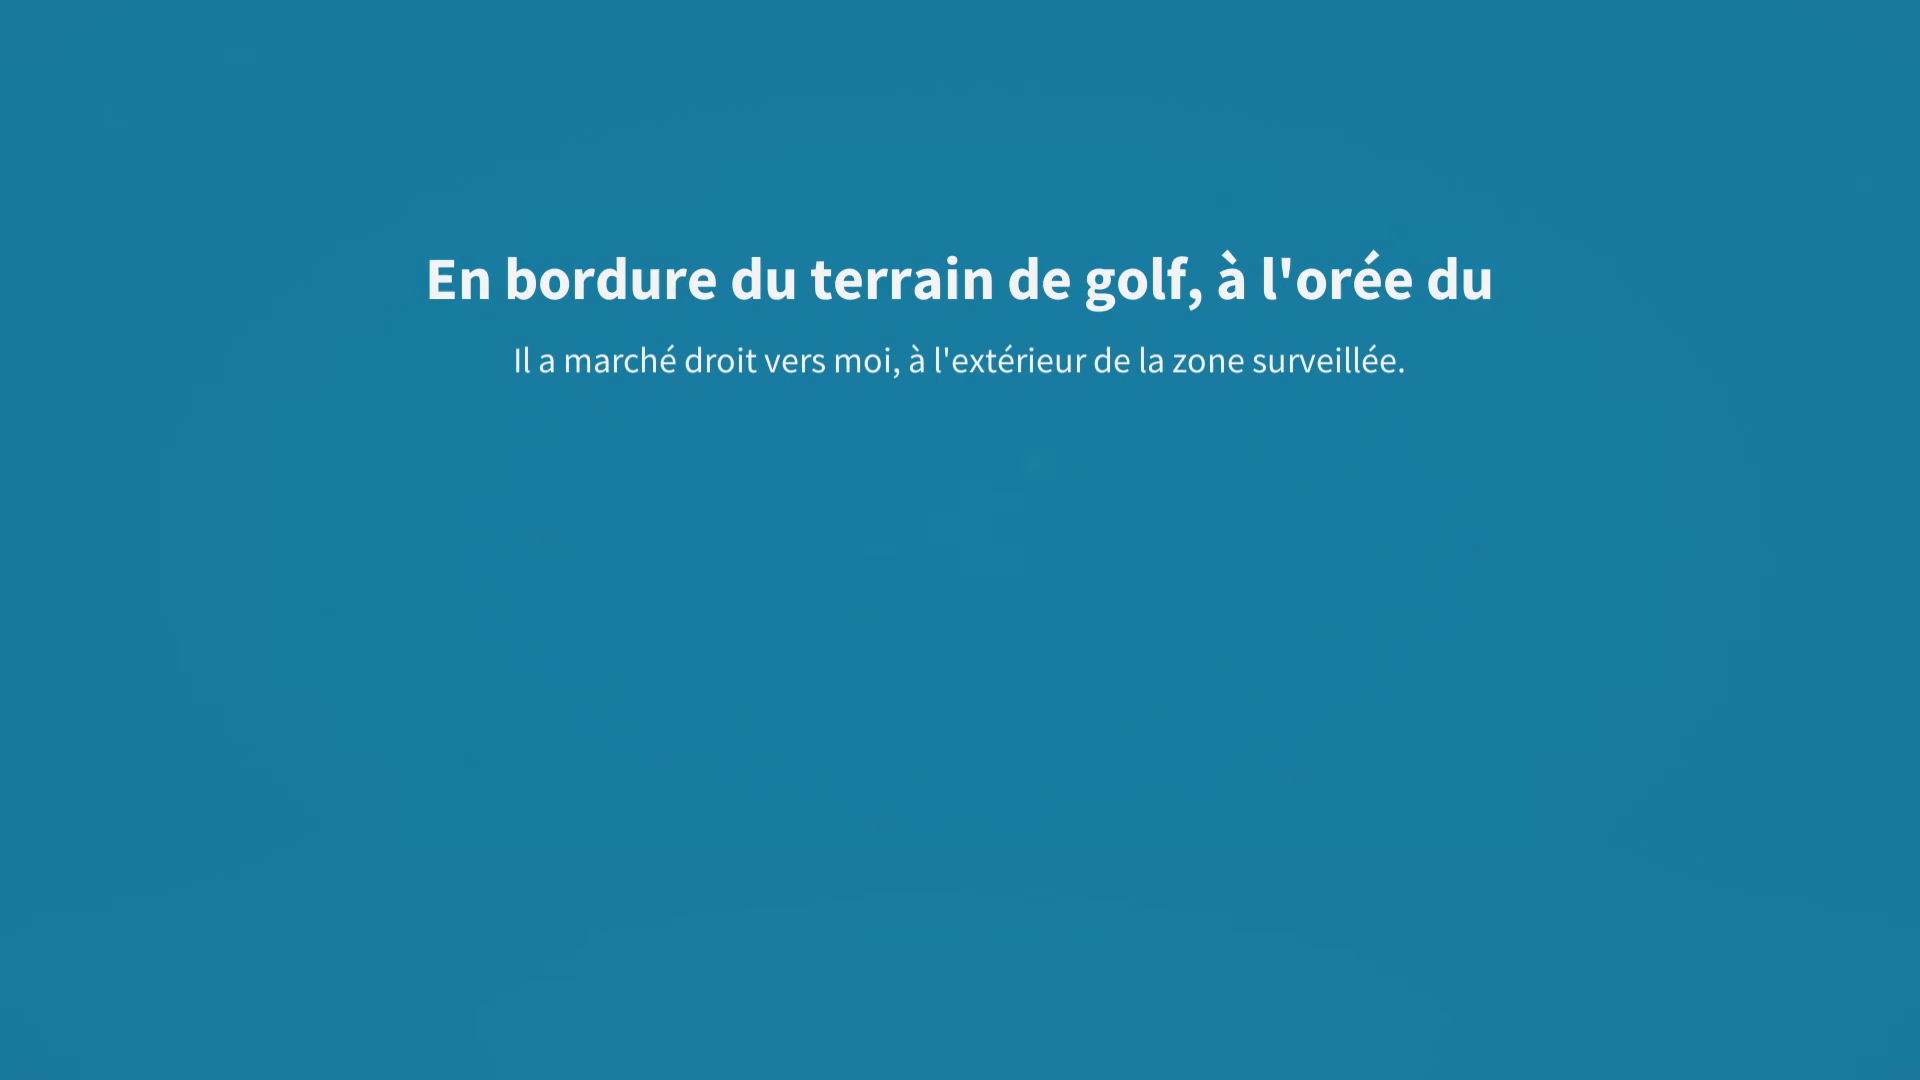 En bordure du terrain de golf, à l'orée du
Il a marché droit vers moi, à l'extérieur de la zone surveillée.